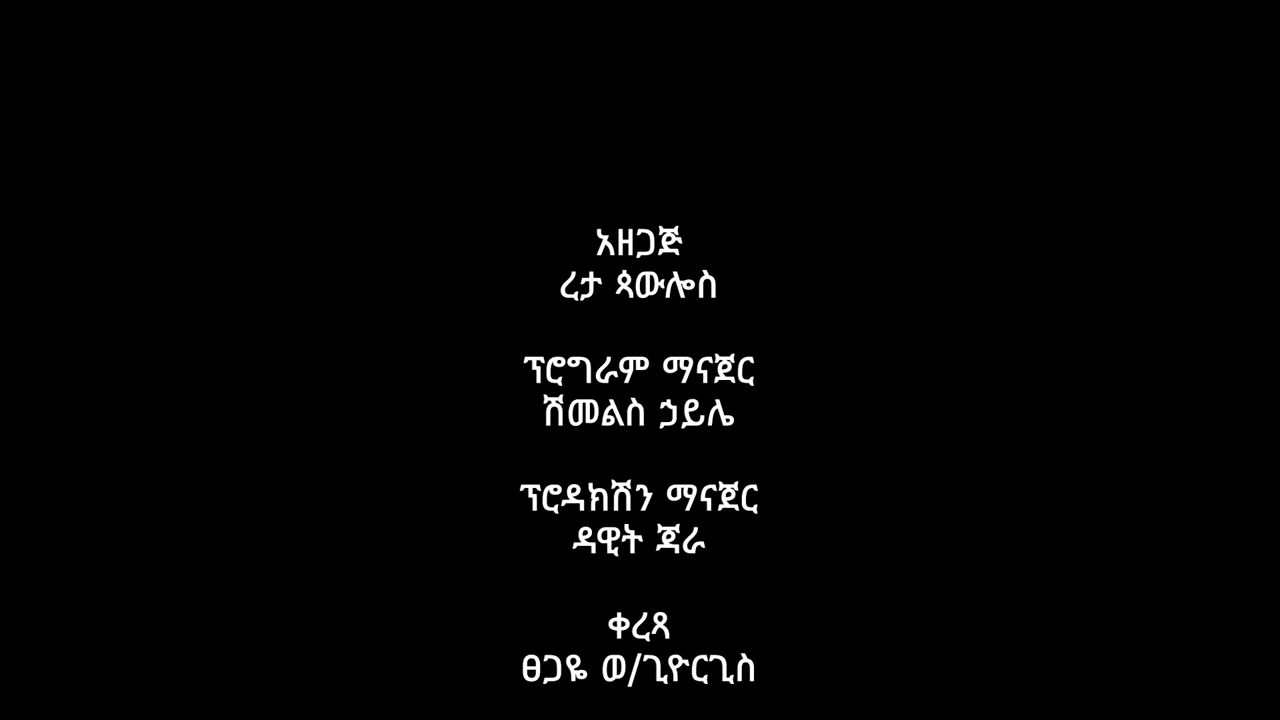 አዘጋጅ
ረታ ጳውሎስ
ፕሮግራም ማናጀር
ሽመልስ ኃይሌ
ፕሮዳክሽን ማናጀር
ዳዊት ጃራ
ቀረጻ
ፀጋዬ ወ/ጊዮርጊስ